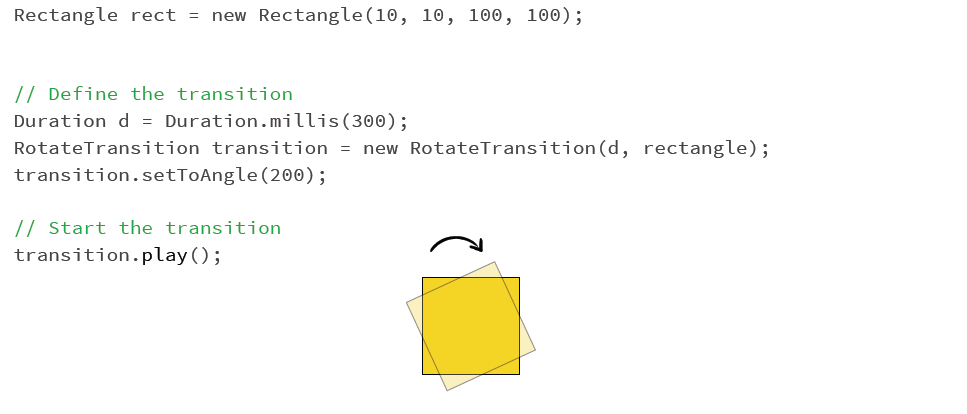 Rectangle rect = new Rectangle(10, 10, 100, 100);
// Define the transition
Duration d = Duration.millis(300);
RotateTransition transition = new RotateTransition(d, rectangle);
transition.setToAngle(200);
// Start the transition
transition.play();